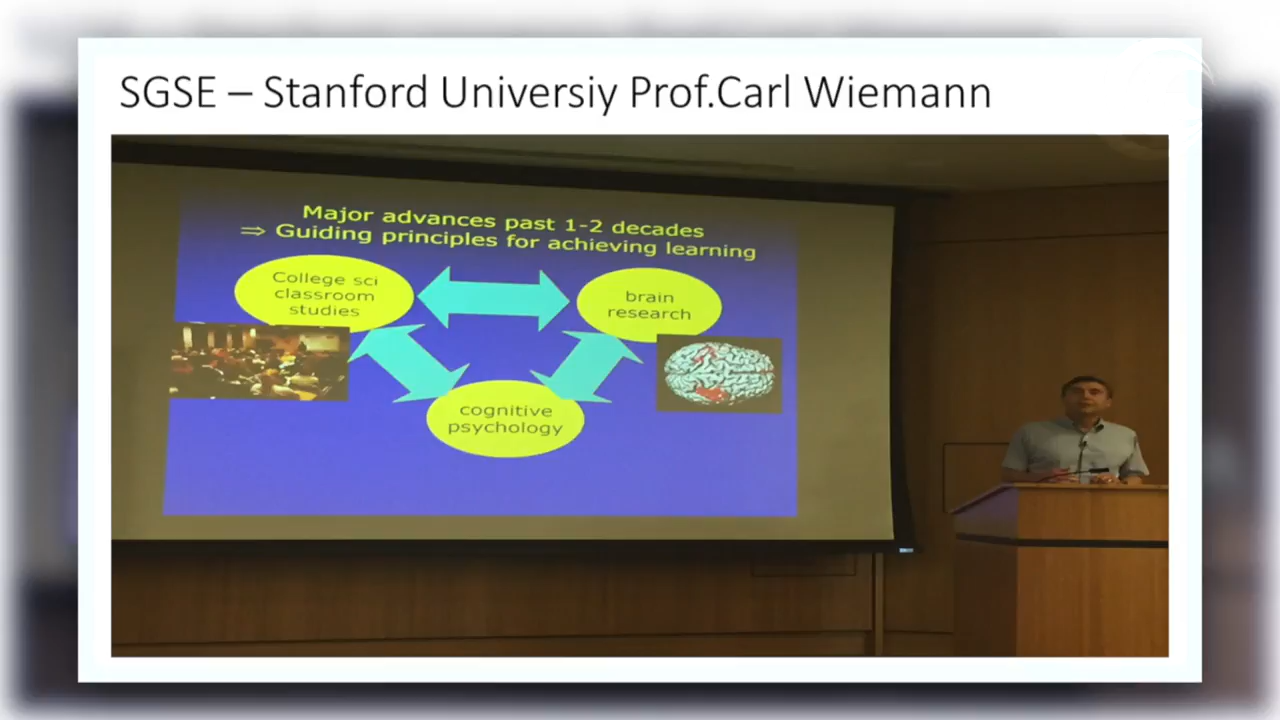 SGSE – Stanford Universiy Prof.Carl Wiemann
Major advances past 1-2 decades
⇒ Guiding principles for achieving learning
College sci
classroom
studies
brain
research
cognitive
psychology